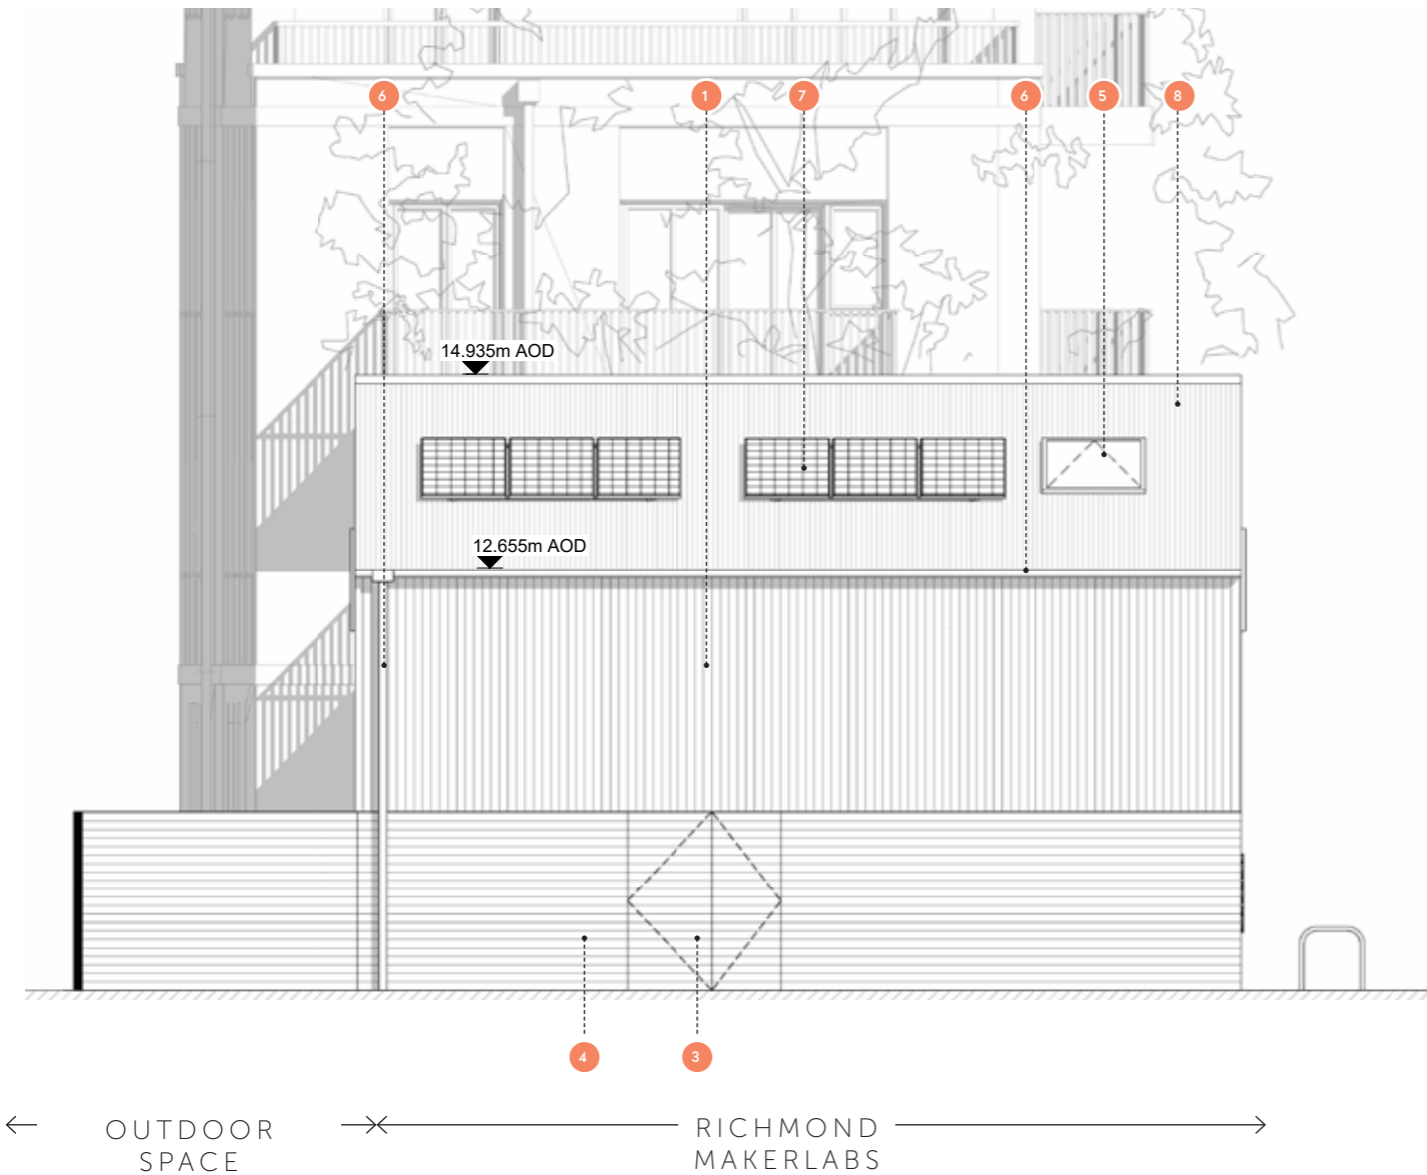 6 1 7 6 5 8
14.935m AOD
12.655m AOD
4 3
OUTDOOR
SPACE
RICHMOND
MAKERLABS